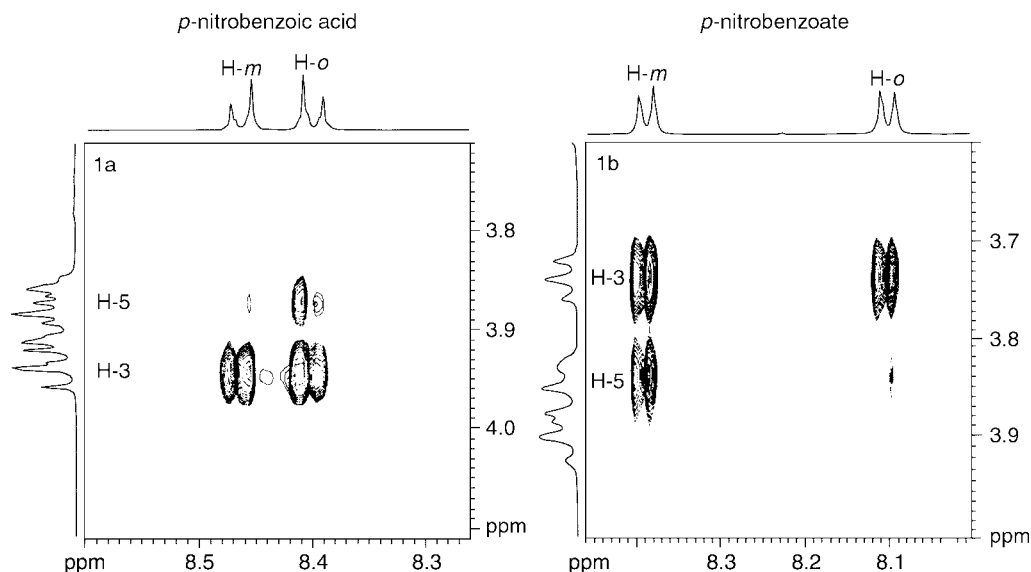 p-nitrobenzoic acid
H-m
H-o
1a
H-5
H-3
3.8
3.9
4.0
ppm
ppm
8.5
8.4
8.3
p-nitrobenzoate
H-m
H-o
1b
H-3
H-5
3.7
3.8
3.9
ppm
ppm
8.3
8.2
8.1